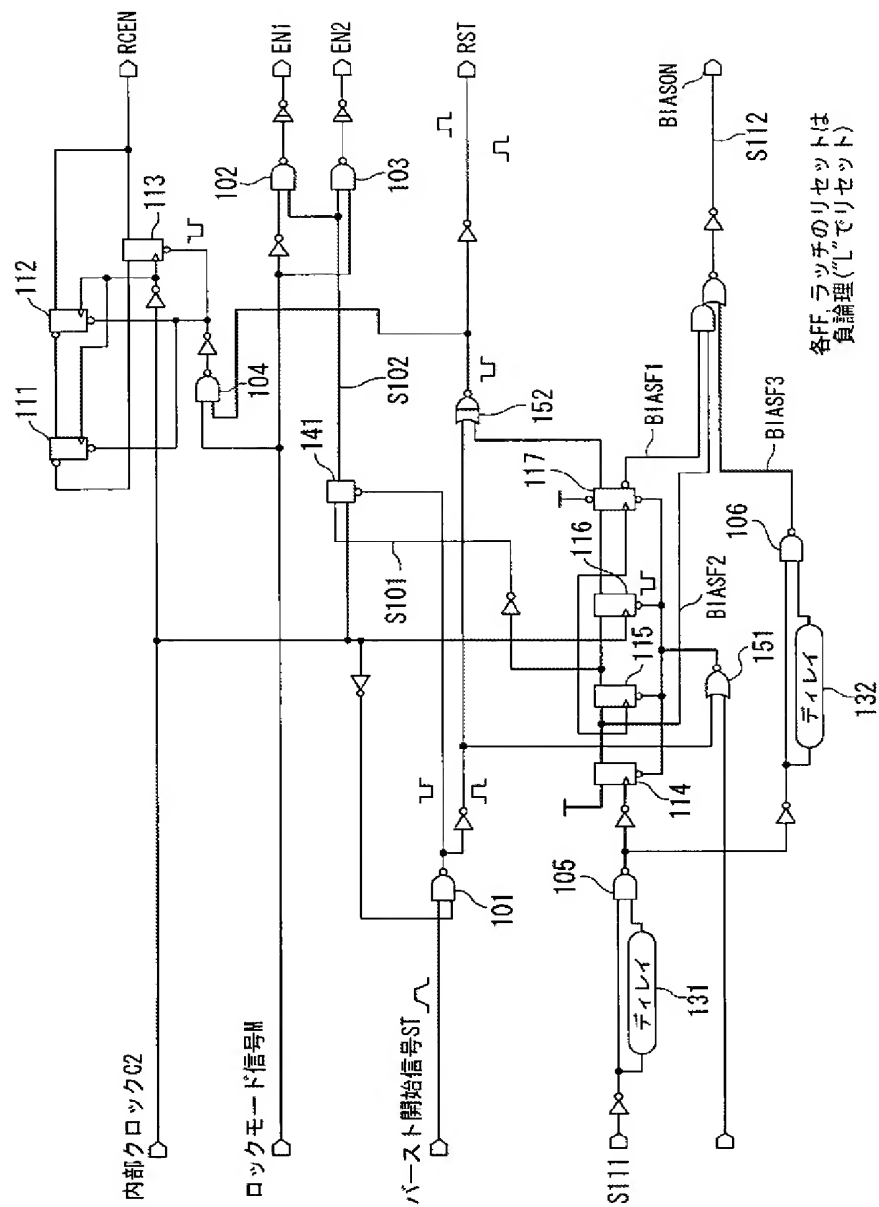 RCEN
112
113
111
内部クロックC2
104
EN1
102
ロックモード信号M
S102
EN2
103
141
S101
バースト開始信号ST
101
152
RST
117
116
115
114
BIASF1
S111
105
ディレイ
131
BIASF2
151
106
BIASF3
ディレイ
132
BIASON
S112
各FF,ラッチのリセットは
負論理("L"でリセット)